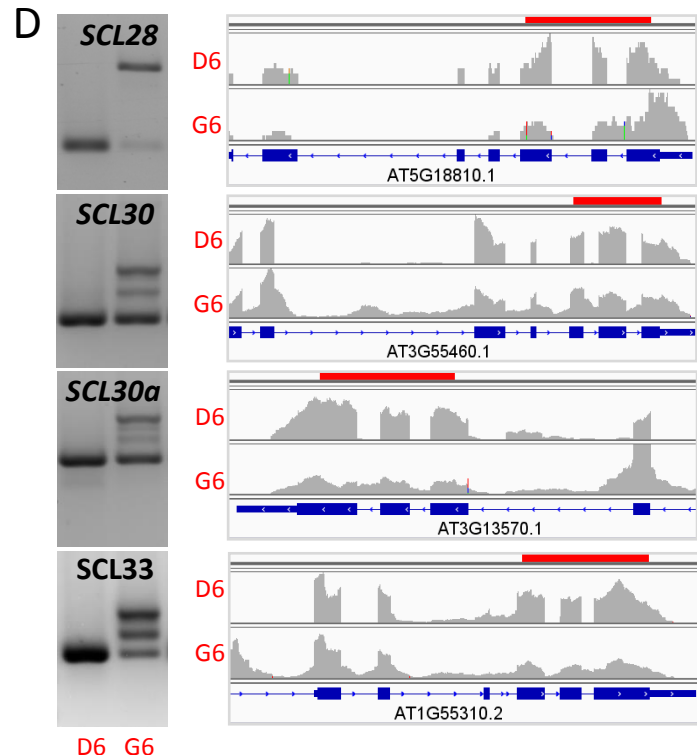 D
SCL28
D6
G6
AT5G18810.1
SCL30
D6
G6
AT3G55460.1
SCL30a
D6
G6
AT3G13570.1
SCL33
D6
G6
AT1G55310.2
D6 G6